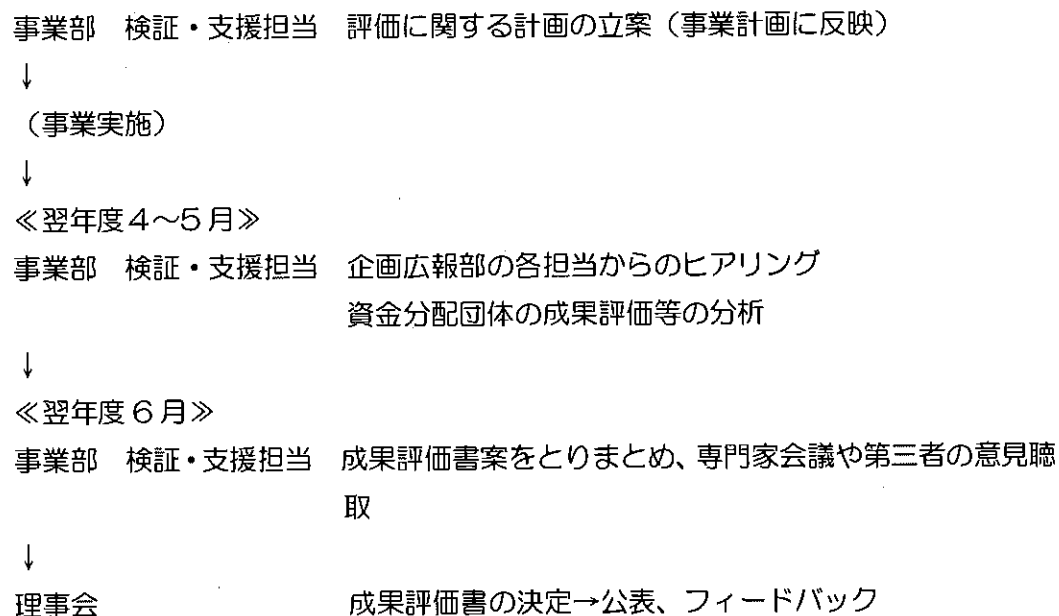 事業部　検証・支援担当　評価に関する計画の立案（事業計画に反映）
↓
（事業実施）
↓
≪翌年度4～5月≫
事業部　検証・支援担当　企画広報部の各担当からのヒアリング
資金分配団体の成果評価等の分析
↓
≪翌年度6月≫
事業部　検証・支援担当　成果評価書案をとりまとめ、専門家会議や第三者の意見聴
取
↓
理事会　成果評価書の決定→公表、フィードバック